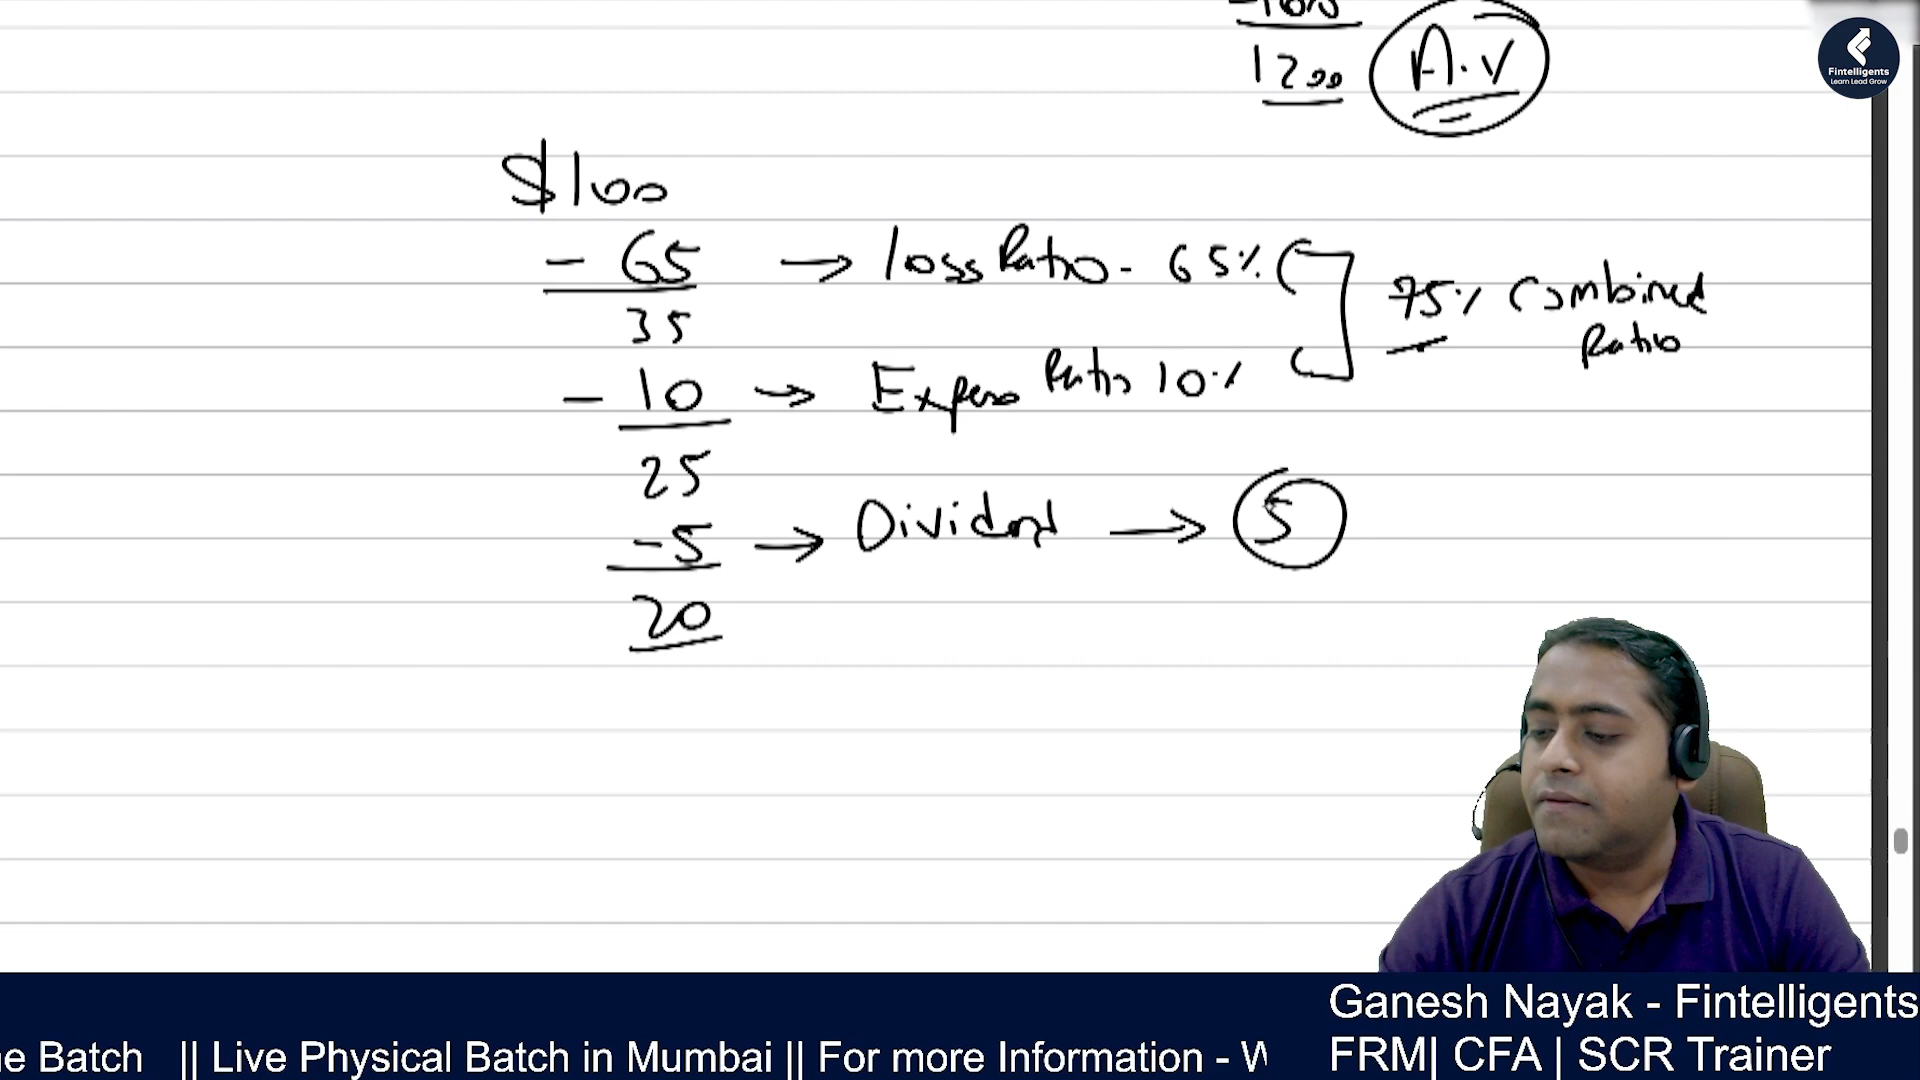 1200 A.V
Fintelligents
Learn Lead Grow
$100
- 65 → loss Ratio - 65%
75% Combined
Ratio
35
- 10 → Expense Ratio 10%
25
-5 → Dividend → 5
20
Ganesh Nayak - Fintelligents
FRM| CFA | SCR Trainer
e Batch || Live Physical Batch in Mumbai || For more Information - W